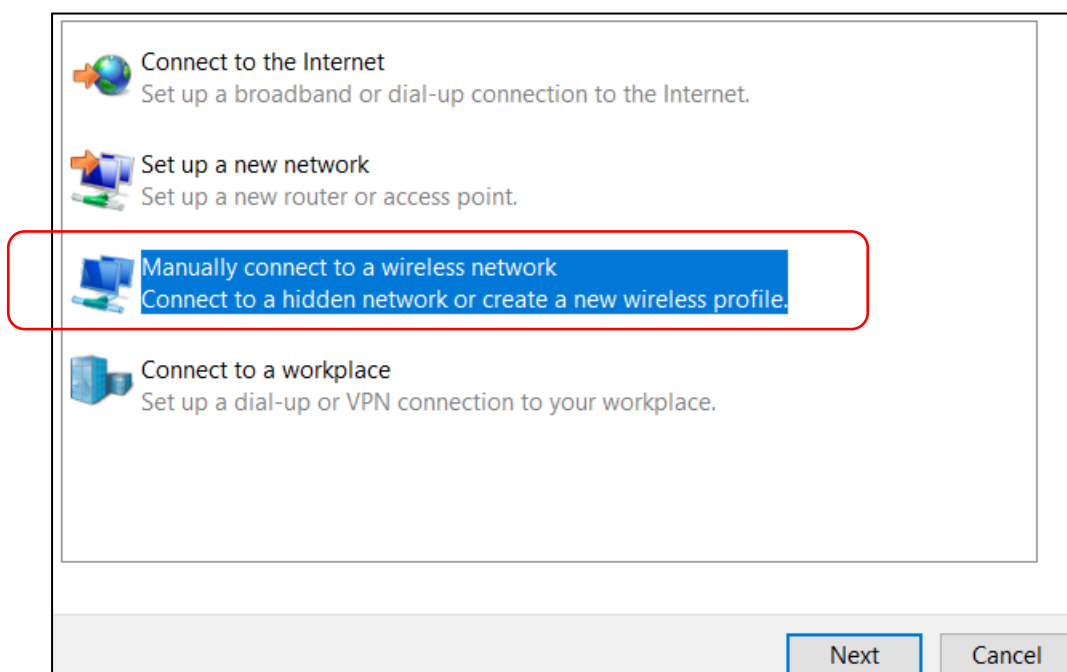 Connect to the Internet
Set up a broadband or dial-up connection to the Internet.
Set up a new network
Set up a new router or access point.
Manually connect to a wireless network
Connect to a hidden network or create a new wireless profile.
Connect to a workplace
Set up a dial-up or VPN connection to your workplace.
Next Cancel